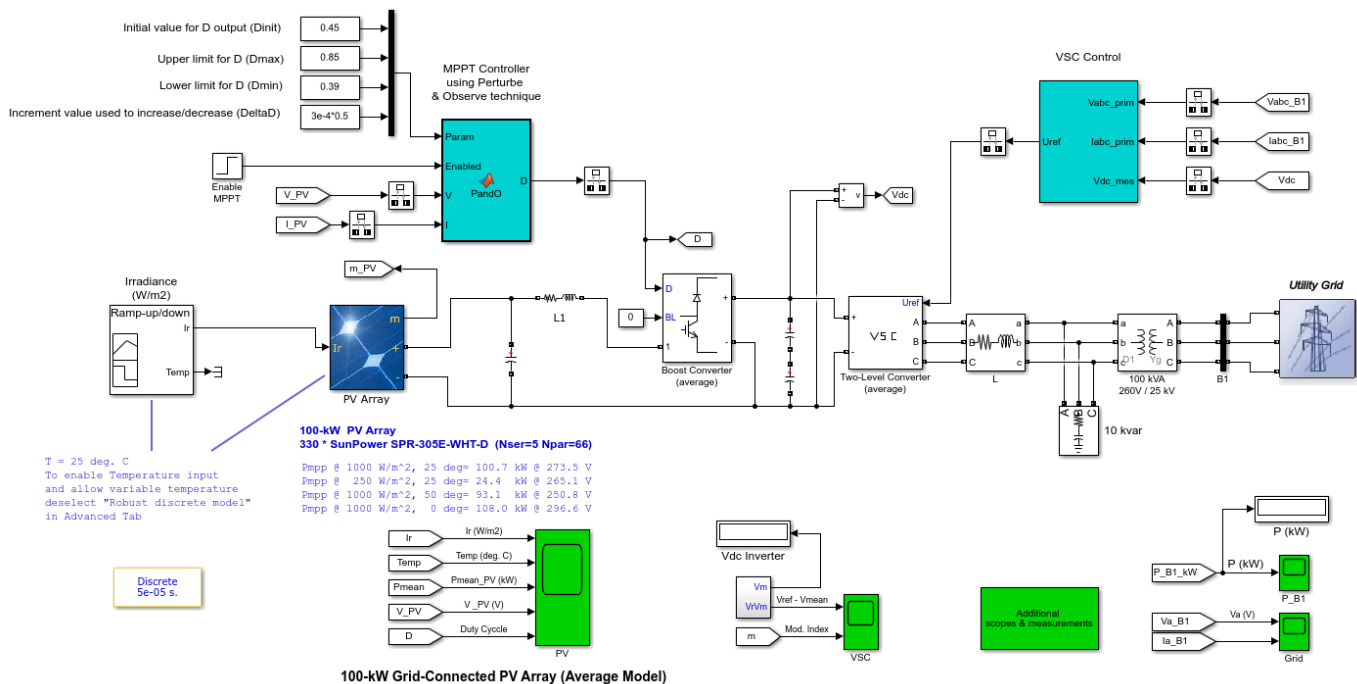 Initial value for D output (Dinit)
0.45
Upper limit for D (Dmax)
0.85
Lower limit for D (Dmin)
0.39
Increment value used to increase/decrease (DeltaD)
3e-4*0.5
MPPT Controller
using Perturbe
& Observe technique
Param
Enabled
V
I
PandO
D
Enable
MPPT
V_PV
I_PV
VSC Control
Vabc_prim
Iabc_prim
Vdc_mes
Uref
Vabc_B1
Iabc_B1
Vdc
+
-
v
Vdc
D
m_PV
Irradiance
(W/m2)
Ramp-up/down
Ir
Temp
Ir
m
+
-
PV Array
L1
0
D
BL
1
+
-
Boost Converter
(average)
Uref
+
-
VSC
A
B
C
Two-Level Converter
(average)
A
B
C
a
b
c
L
A
B
C
10 kvar
a
b
c
A
B
C
D1
Yg
100 kVA
260V / 25 kV
B1
Utility Grid
100-kW PV Array
330 * SunPower SPR-305E-WHT-D (Nser=5 Npar=66)
Pmpp @ 1000 W/m^2, 25 deg= 100.7 kW @ 273.5 V
Pmpp @ 250 W/m^2, 25 deg= 24.4 kW @ 265.1 V
Pmpp @ 1000 W/m^2, 50 deg= 93.1 kW @ 250.8 V
Pmpp @ 1000 W/m^2, 0 deg= 108.0 kW @ 296.6 V
T = 25 deg. C
To enable Temperature input
and allow variable temperature
deselect "Robust discrete model"
in Advanced Tab
Discrete
5e-05 s.
Ir
Ir (W/m2)
Temp
Temp (deg. C)
Pmean
Pmean_PV (kW)
V_PV
V _PV (V)
D
Duty Cyccle
PV
Vdc Inverter
Vm
VrVm
Vref - Vmean
m
Mod. Index
VSC
Additional
scopes & measurements
P (kW)
P_B1_kW
P (kW)
P_B1
Va_B1
Va (V)
Ia_B1
Grid
100-kW Grid-Connected PV Array (Average Model)